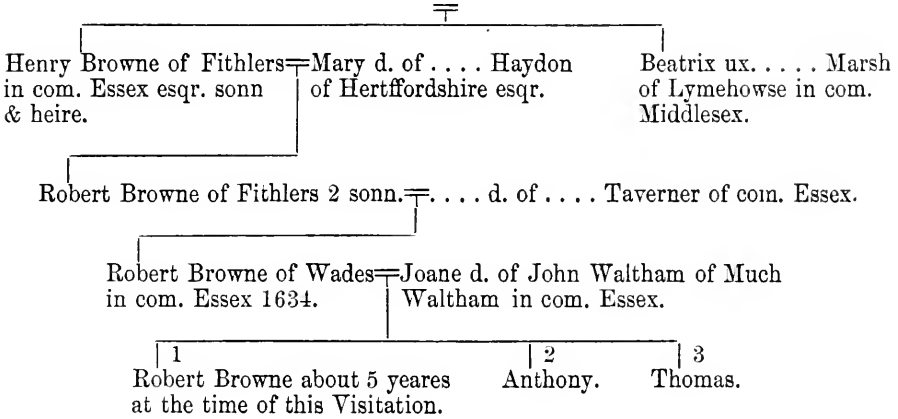 Henry Browne of Fithlers Mary d. of . . . . Haydon Beatrix ux. . . . . Marsh
in com. Essex esqr. sonn of Hertffordshire esqr. of Lymehowse in com.
& heire. Middlesex.
Robert Browne of Fithlers 2 sonn. . . . . d. of . . . . Taverner of com. Essex.
Robert Browne of Wades Joane d. of John Waltham of Much
in com. Essex 1634. Waltham in com. Essex.
1 2 3
Robert Browne about 5 yeares Anthony. Thomas.
at the time of this Visitation.